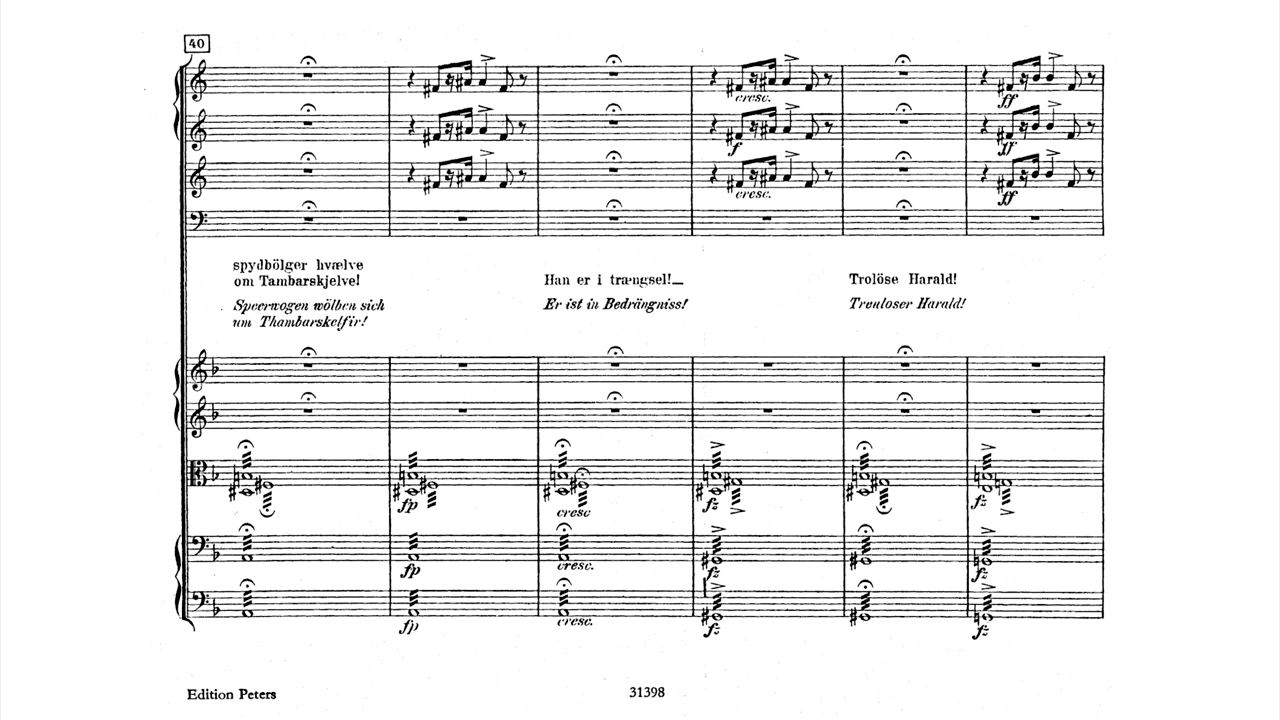 40
cresc.
f
cresc.
ff
ff
ff
spydbölger hvælve
om Tambarskjelve!
Speerwogen wölben sich
um Thambarskelfir!
Han er i trængsel!
Er ist in Bedrängniss!
Trolöse Harald!
Treuloser Harald!
fp
cresc
fz
fz
fp
cresc.
fz
fz
fp
cresc.
fz
fz
Edition Peters
31398